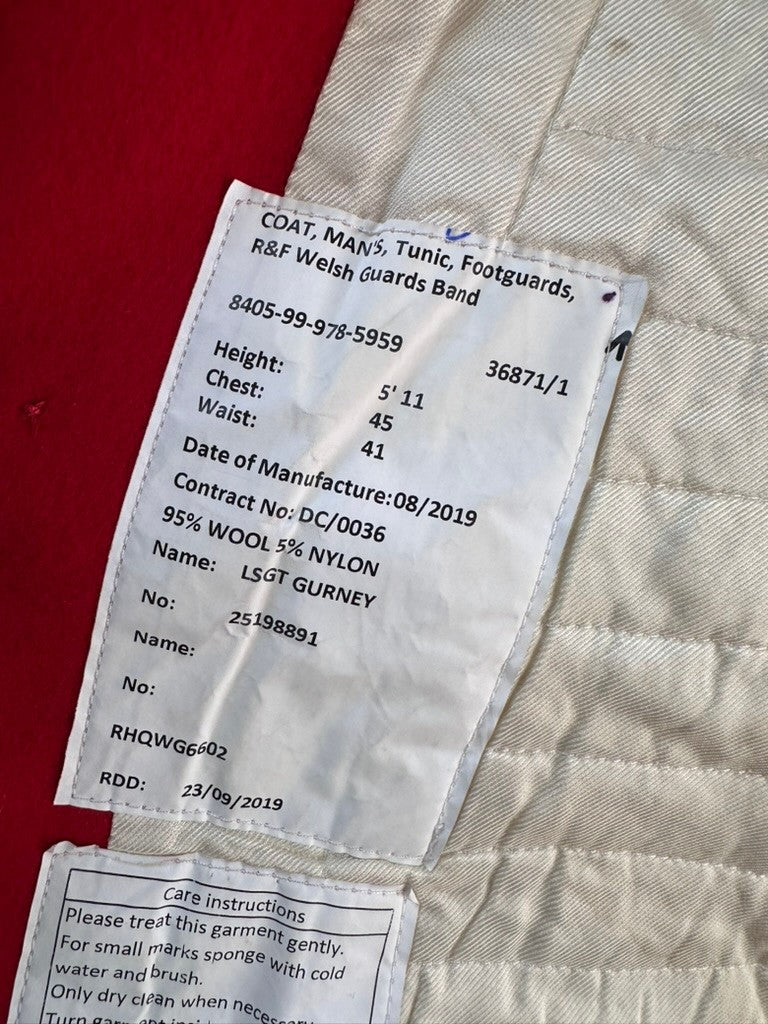 COAT, MAN'S, Tunic, Footguards,
R&F Welsh Guards Band
8405-99-978-5959
36871/1
Height: 5' 11
Chest: 45
Waist: 41
Date of Manufacture:08/2019
Contract No: DC/0036
95% WOOL 5% NYLON
Name: LSGT GURNEY
No: 25198891
Name:
No:
RHQWG6602
RDD: 23/09/2019
Care instructions
Please treat this garment gently.
For small marks sponge with cold
water and brush.
Only dry clean when
Turn